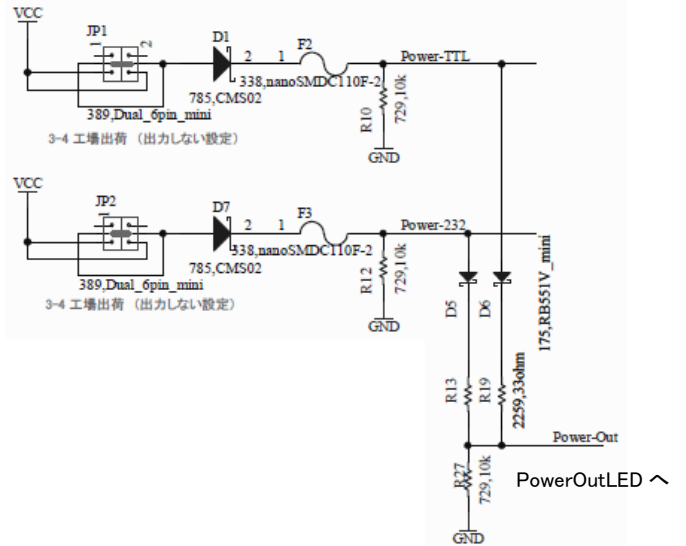 VCC
JP1
1
2
D1
2
1
F2
Power-TTL
338,nanoSMDC110F-2
785,CMS02
389,Dual_6pin_mini
3-4 工場出荷 （出力しない設定）
R10
729,10k
GND
VCC
JP2
1
D7
2
1
F3
Power-232
338,nanoSMDC110F-2
785,CMS02
389,Dual_6pin_mini
3-4 工場出荷 （出力しない設定）
R12
729,10k
GND
D5
D6
175,RB551V_mini
R13
R19
2259,33ohm
Power-Out
R27
729,10k
PowerOutLED へ
GND